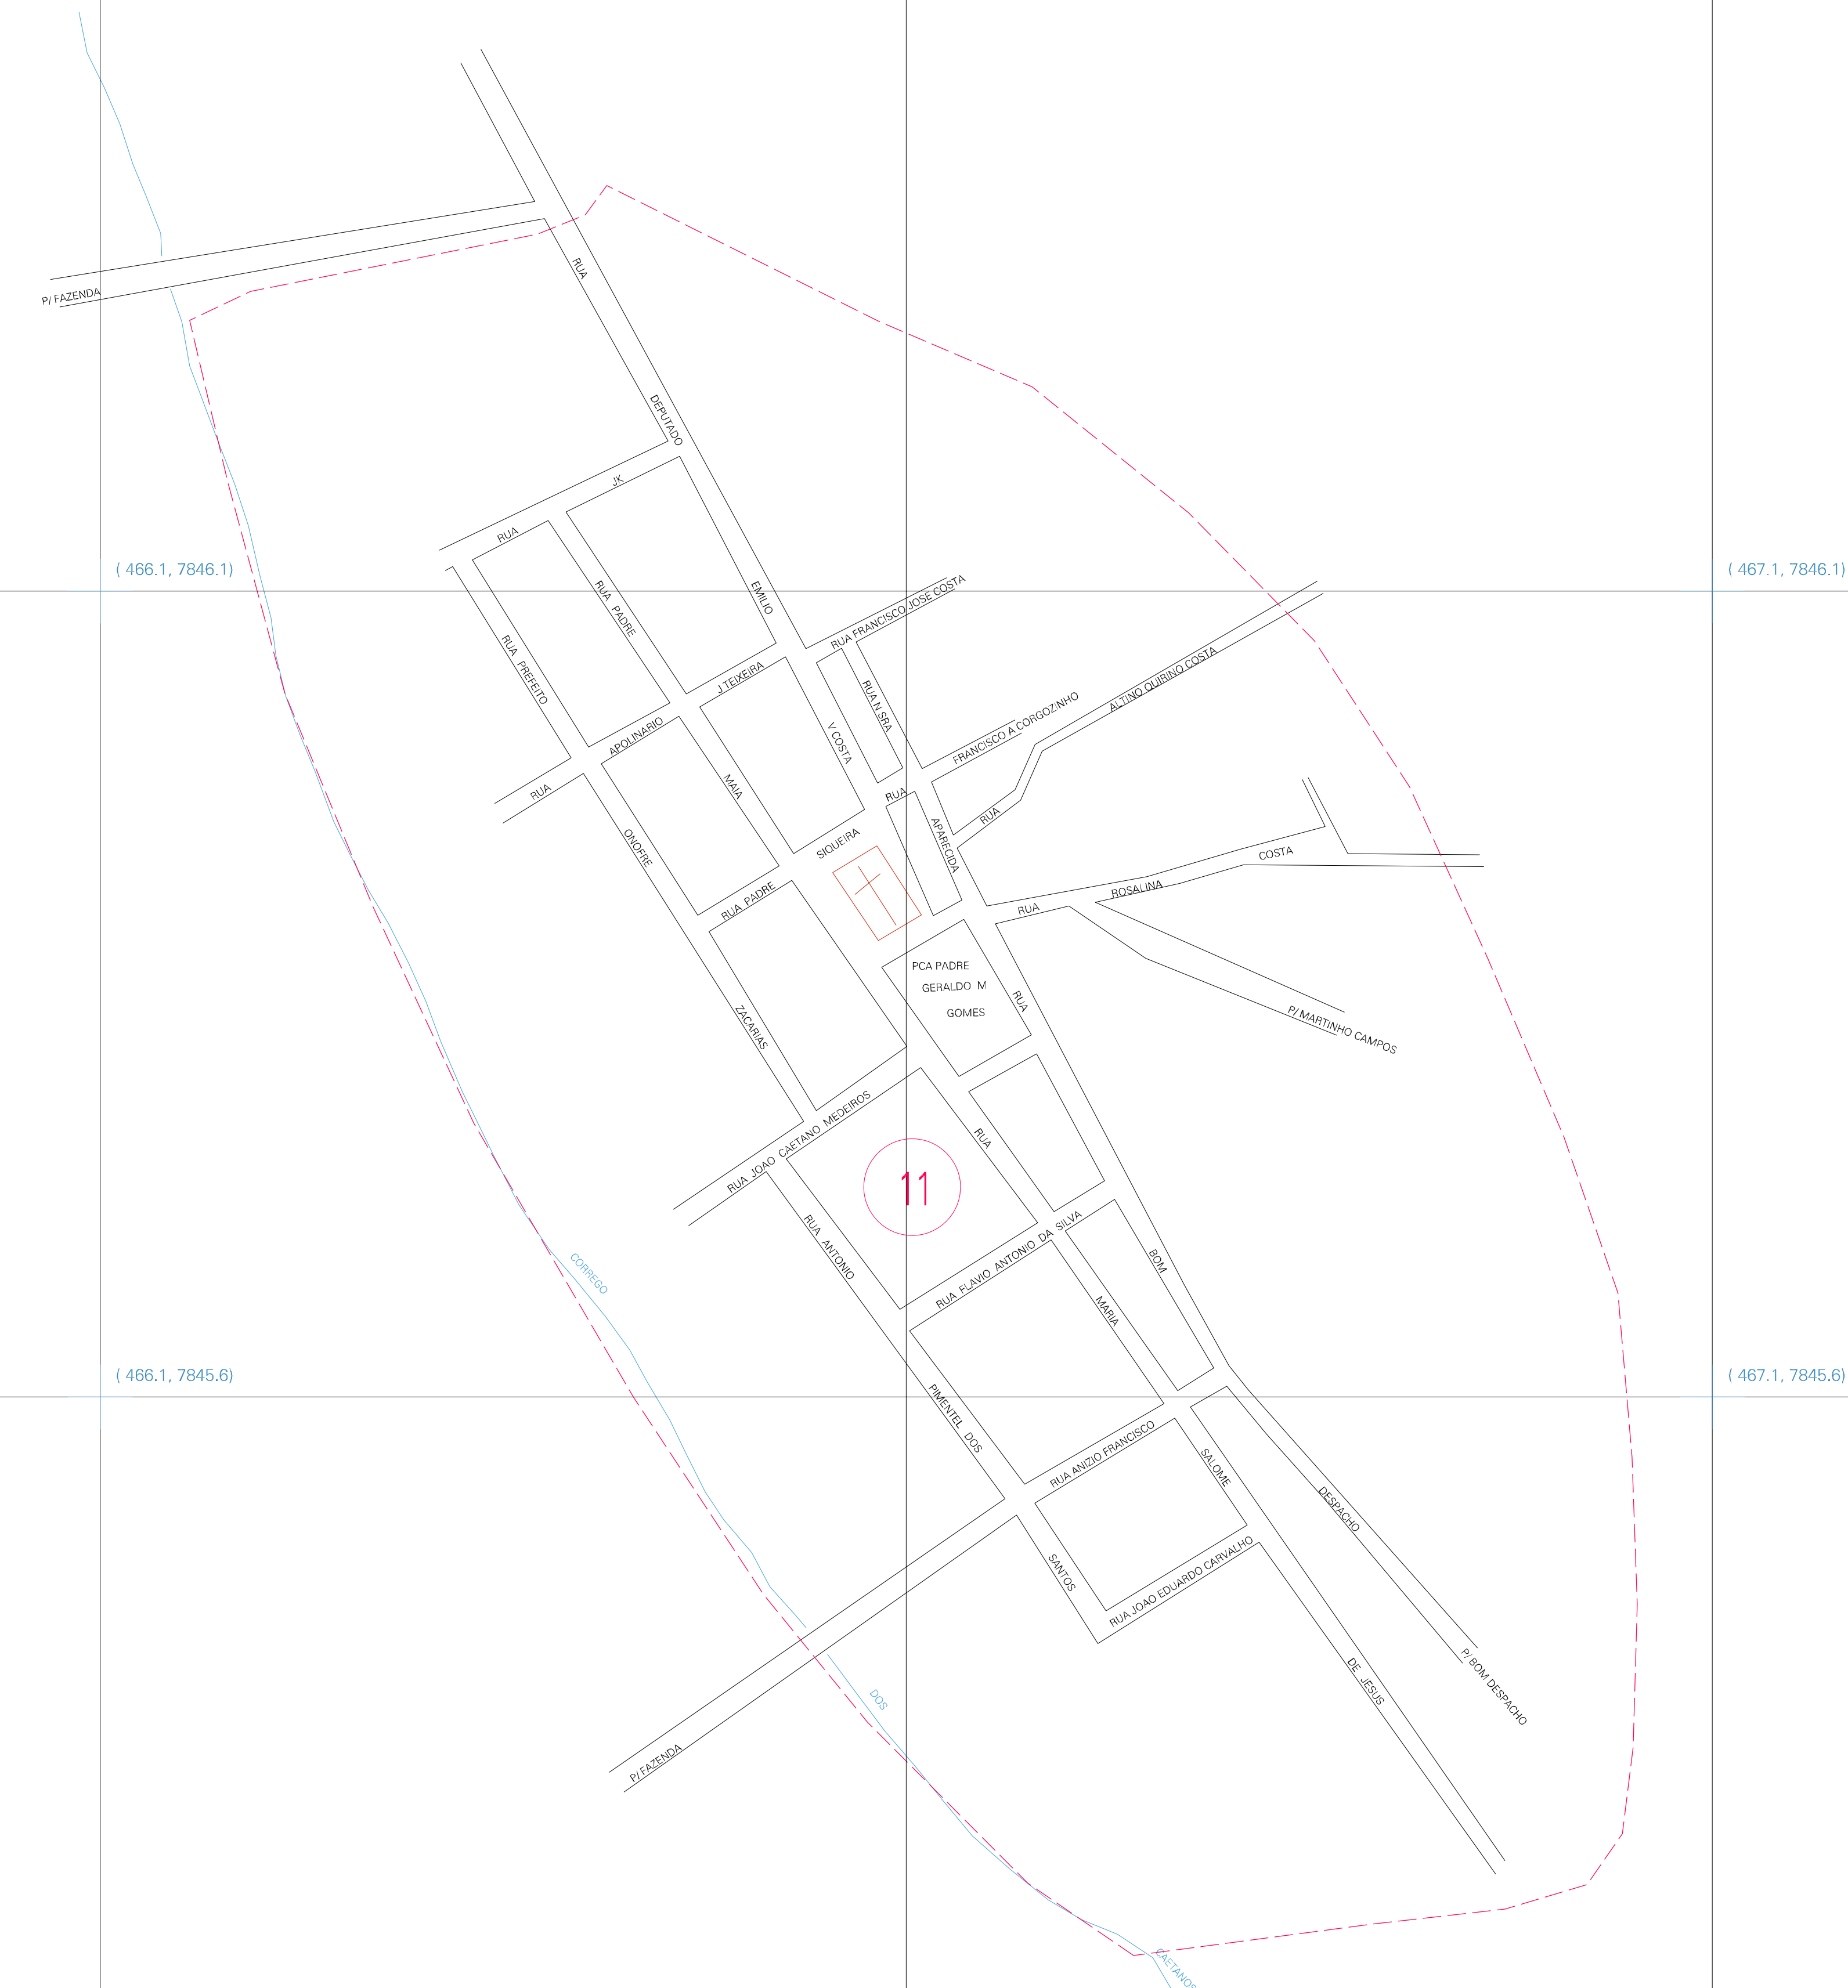 P/ FAZENDA
RUA
DEPUTADO
EMILIO
V. COSTA
RUA
JK
( 466.1, 7846.1)
( 467.1, 7846.1)
RUA PADRE
MAIA
RUA PREFEITO
ONOFRE
ZACARIAS
RUA FRANCISCO JOSE COSTA
RUA
APOLINARIO
J.TEIXEIRA
RUA N SRA
APARECIDA
RUA
FRANCISCO A CORGOZINHO
RUA
ALTINO QUIRINO COSTA
RUA PADRE
SIQUEIRA
RUA
ROSALINA
COSTA
P/ MARTINHO CAMPOS
PCA PADRE
GERALDO M
GOMES
RUA
BOM
DESPACHO
P/ BOM DESPACHO
RUA JOAO CAETANO MEDEIROS
11
RUA
MARIA
SALOME
DE JESUS
RUA ANTONIO
PIMENTEL DOS
SANTOS
RUA FLAVIO ANTONIO DA SILVA
( 466.1, 7845.6)
( 467.1, 7845.6)
RUA ANIZIO FRANCISCO
RUA JOAO EDUARDO CARVALHO
P/ FAZENDA
CORREGO
DOS
CAETANOS